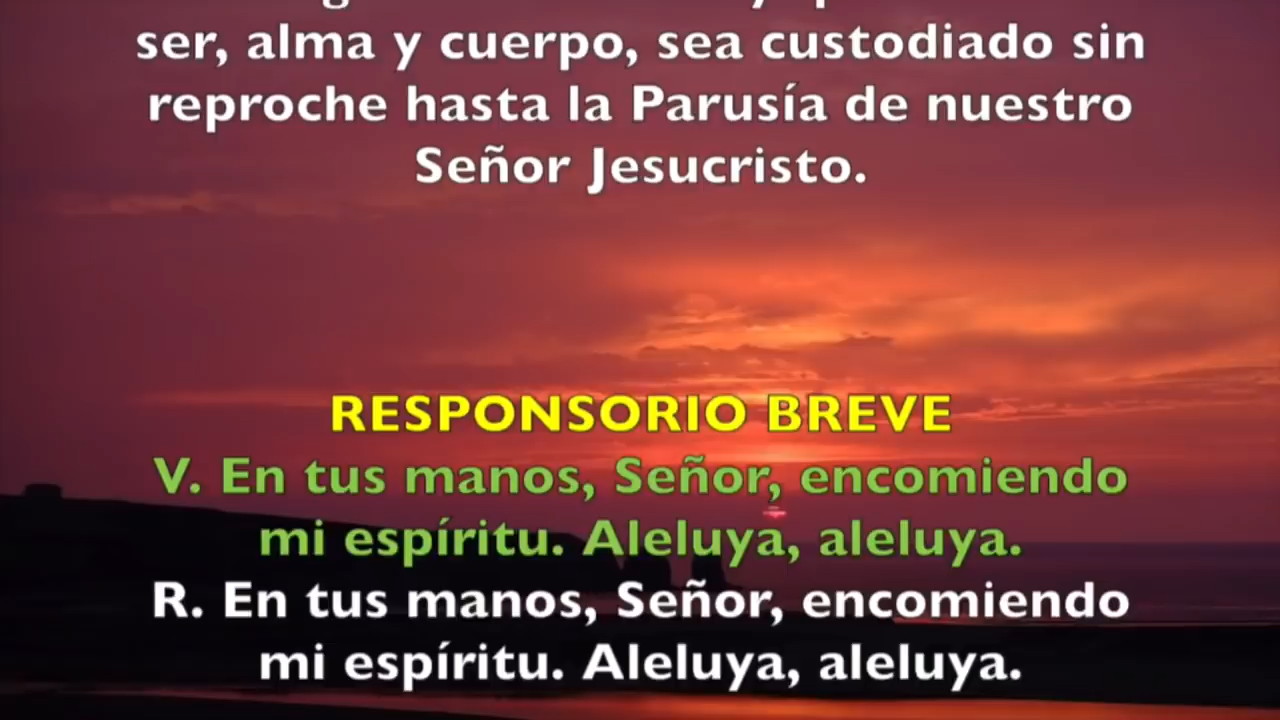 ser, alma y cuerpo, sea custodiado sin
reproche hasta la Parusía de nuestro
Señor Jesucristo.
RESPONSORIO BREVE
V. En tus manos, Señor, encomiendo
mi espíritu. Aleluya, aleluya.
R. En tus manos, Señor, encomiendo
mi espíritu. Aleluya, aleluya.